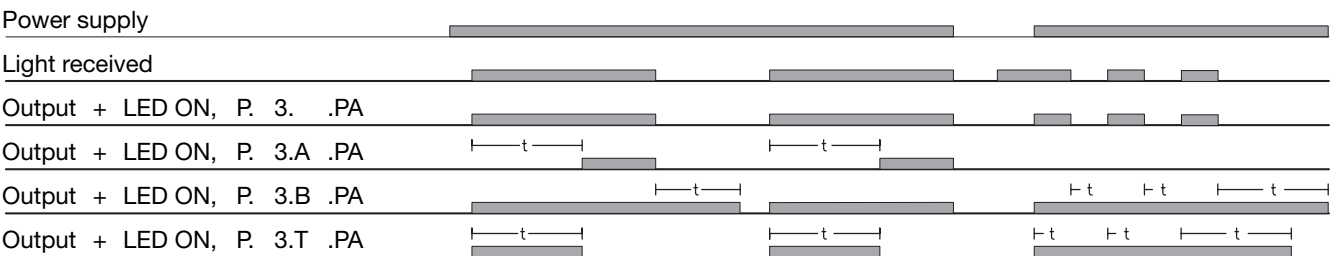 Power supply
Light received
Output + LED ON, P. 3. .PA
Output + LED ON, P. 3.A .PA
t t
Output + LED ON, P. 3.B .PA
t t t t
Output + LED ON, P. 3.T .PA
t t t t t